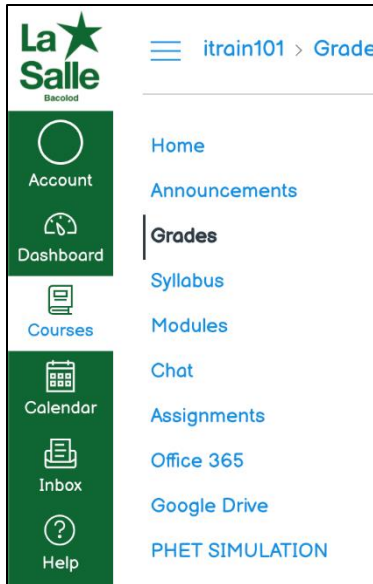 La
Salle
Bacolod
itrain101 > Grade
Home
Account
Announcements
Grades
Dashboard
Syllabus
Courses
Modules
Chat
Calendar
Assignments
Office 365
Inbox
Google Drive
Help
PHET SIMULATION